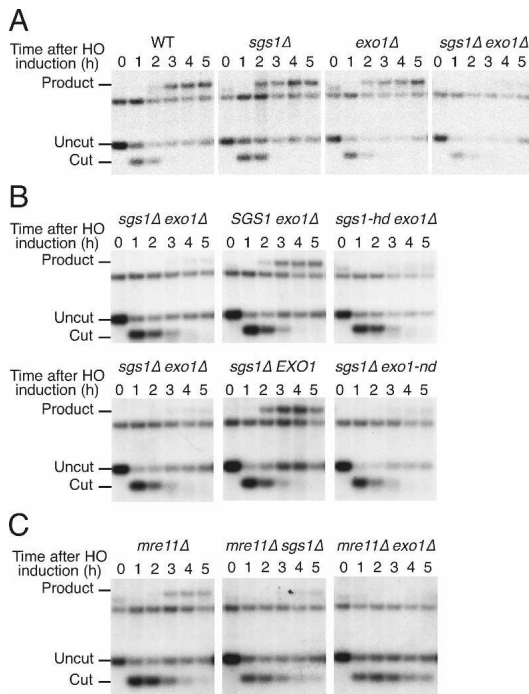 A
Time after HO induction (h)
WT sgs1Δ exo1Δ sgs1Δ exo1Δ
0 1 2 3 4 5 0 1 2 3 4 5 0 1 2 3 4 5 0 1 2 3 4 5
Product
Uncut
Cut
B
Time after HO induction (h)
sgs1Δ exo1Δ SGS1 exo1Δ sgs1-hd exo1Δ
0 1 2 3 4 5 0 1 2 3 4 5 0 1 2 3 4 5
Product
Uncut
Cut
Time after HO induction (h)
sgs1Δ exo1Δ sgs1Δ EXO1 sgs1Δ exo1-nd
0 1 2 3 4 5 0 1 2 3 4 5 0 1 2 3 4 5
Product
Uncut
Cut
C
Time after HO induction (h)
mre11Δ mre11Δ sgs1Δ mre11Δ exo1Δ
0 1 2 3 4 5 0 1 2 3 4 5 0 1 2 3 4 5
Product
Uncut
Cut